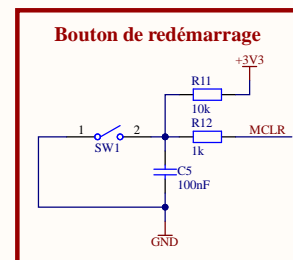 Bouton de redémarrage
+3V3
R11
10k
R12
1 2 MCLR
SW1 1k
C5
100nF
GND